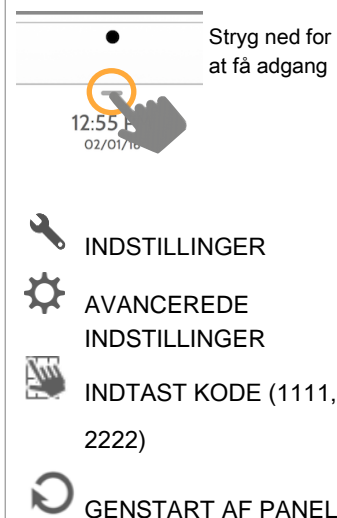 Stryg ned for
at få adgang
12:55
02/01/18
INDSTILLINGER
AVANCEREDE
INDSTILLINGER
INDTAST KODE (1111,
2222)
GENSTART AF PANEL